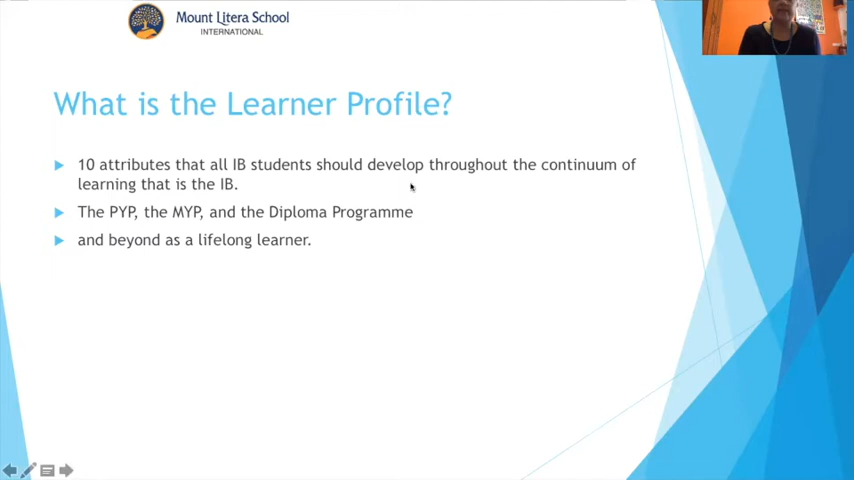 Mount Litera School
INTERNATIONAL
What is the Learner Profile?
10 attributes that all IB students should develop throughout the continuum of
learning that is the IB.
The PYP, the MYP, and the Diploma Programme
and beyond as a lifelong learner.